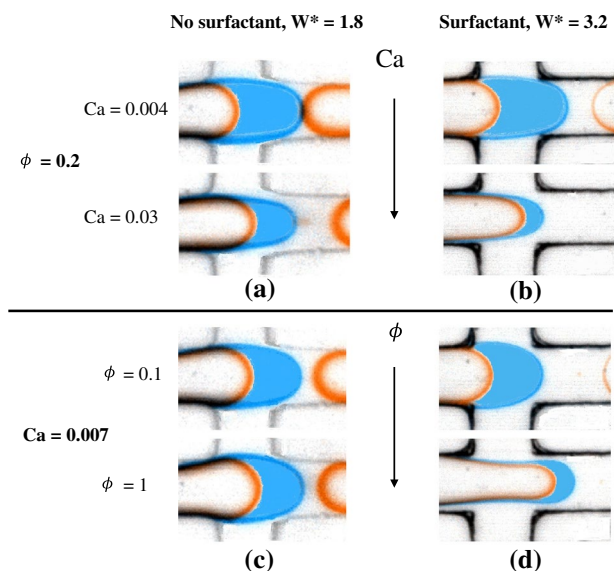 No surfactant, W* = 1.8
Surfactant, W* = 3.2
Ca
Ca = 0.004
ϕ = 0.2
Ca = 0.03
(a)
(b)
ϕ
ϕ = 0.1
Ca = 0.007
ϕ = 1
(c)
(d)